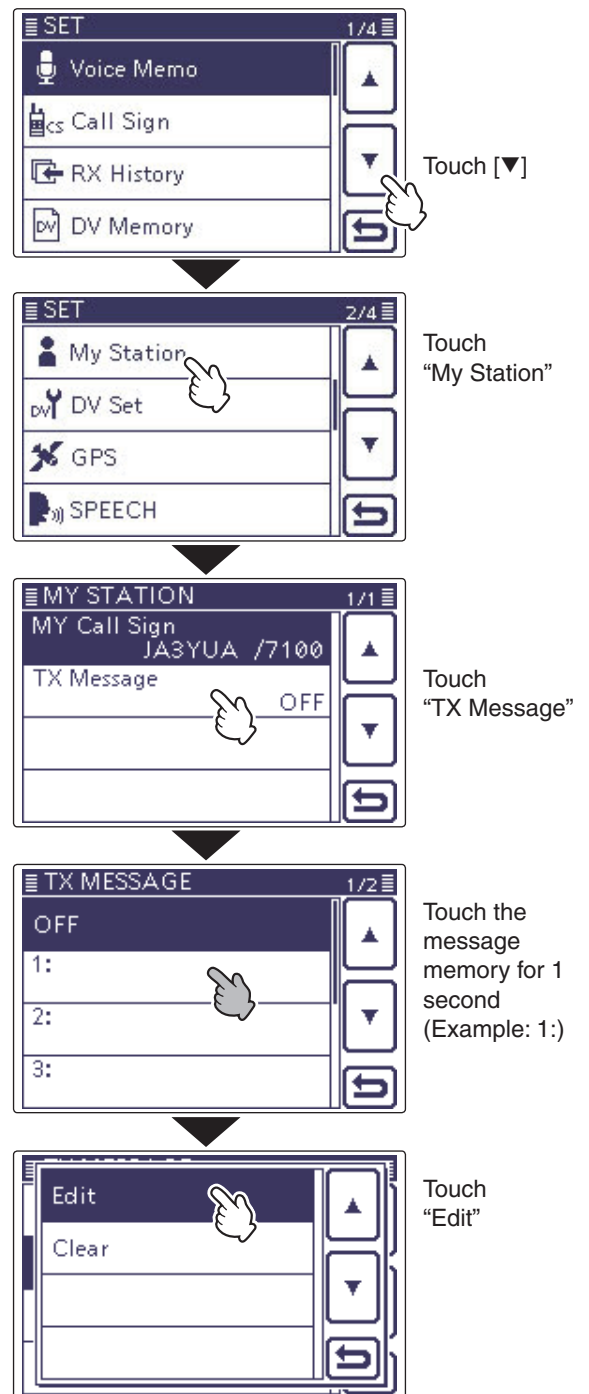 SET 1/4
Voice Memo
CS Call Sign
RX History
DV DV Memory
Touch [▼]
SET 2/4
My Station
DV DV Set
GPS
SPEECH
Touch
“My Station”
MY STATION 1/1
MY Call Sign
JA3YUA /7100
TX Message
OFF
Touch
“TX Message”
TX MESSAGE 1/2
OFF
1:
2:
3:
Touch the
message
memory for 1
second
(Example: 1:)
Edit
Clear
Touch
“Edit”